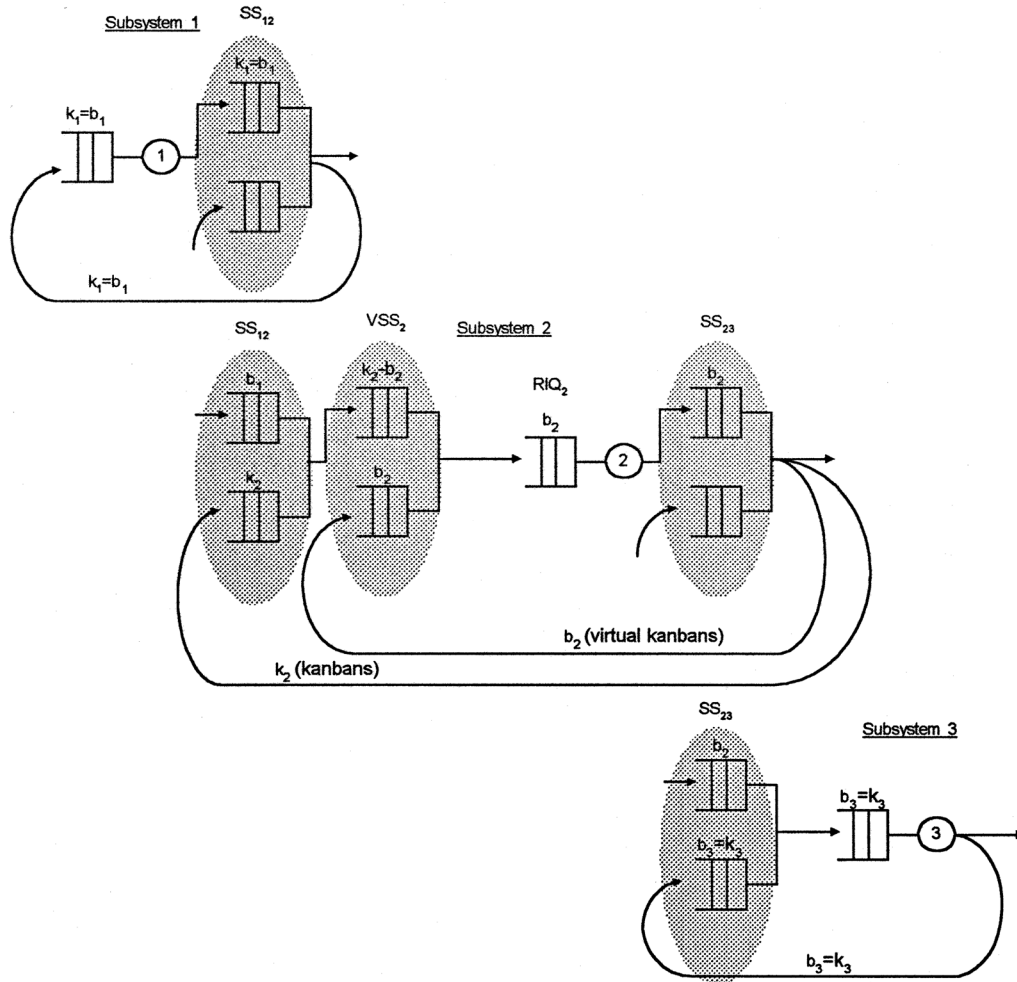 Subsystem 1
SS₁₂
k₁=b₁
k₁=b₁
1
k₁=b₁
SS₁₂
VSS₂
Subsystem 2
SS₂₃
b₁
k₂-b₂
RIQ₂
b₂
b₂
2
k₂
b₂
b₂ (virtual kanbans)
k₂ (kanbans)
SS₂₃
Subsystem 3
b₂
b₃=k₃
3
b₃=k₃
b₃=k₃